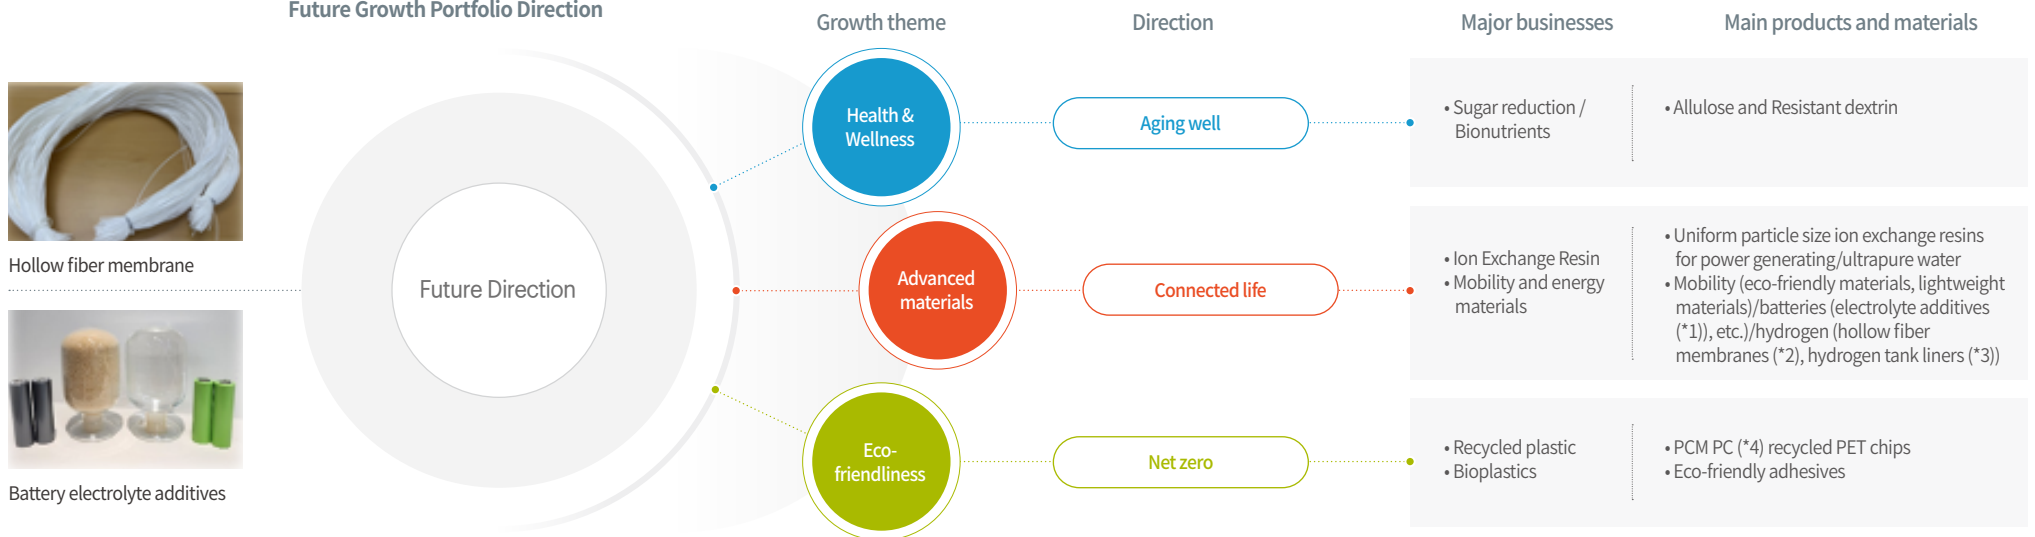 Future Growth Portfolio Direction
Growth theme
Direction
Major businesses
Main products and materials
Hollow fiber membrane
Battery electrolyte additives
Future Direction
Health &
Wellness
Aging well
• Sugar reduction /
Bionutrients
• Allulose and Resistant dextrin
Advanced
materials
Connected life
• Ion Exchange Resin
• Mobility and energy
materials
• Uniform particle size ion exchange resins
for power generating/ultrapure water
• Mobility (eco-friendly materials, lightweight
materials)/batteries (electrolyte additives
(*1)), etc.)/hydrogen (hollow fiber
membranes (*2), hydrogen tank liners (*3))
Eco-
friendliness
Net zero
• Recycled plastic
• Bioplastics
• PCM PC (*4) recycled PET chips
• Eco-friendly adhesives